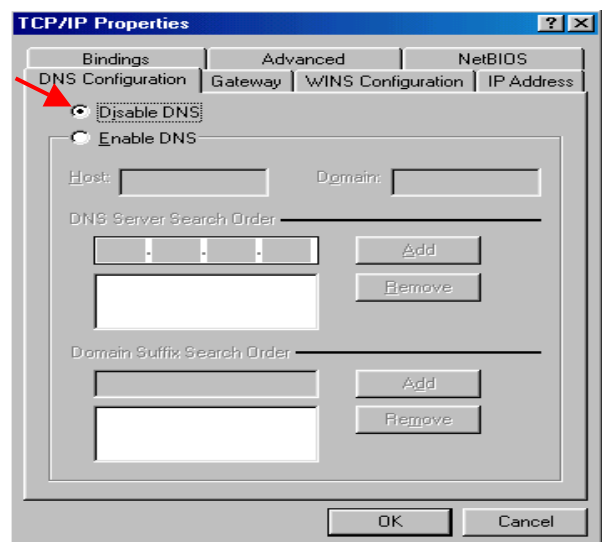 TCP/IP Properties
Bindings Advanced NetBIOS
DNS Configuration Gateway WINS Configuration IP Address
Disable DNS
Enable DNS
Host: Domain:
DNS Server Search Order
. . . Add
Remove
Domain Suffix Search Order
Add
Remove
OK Cancel